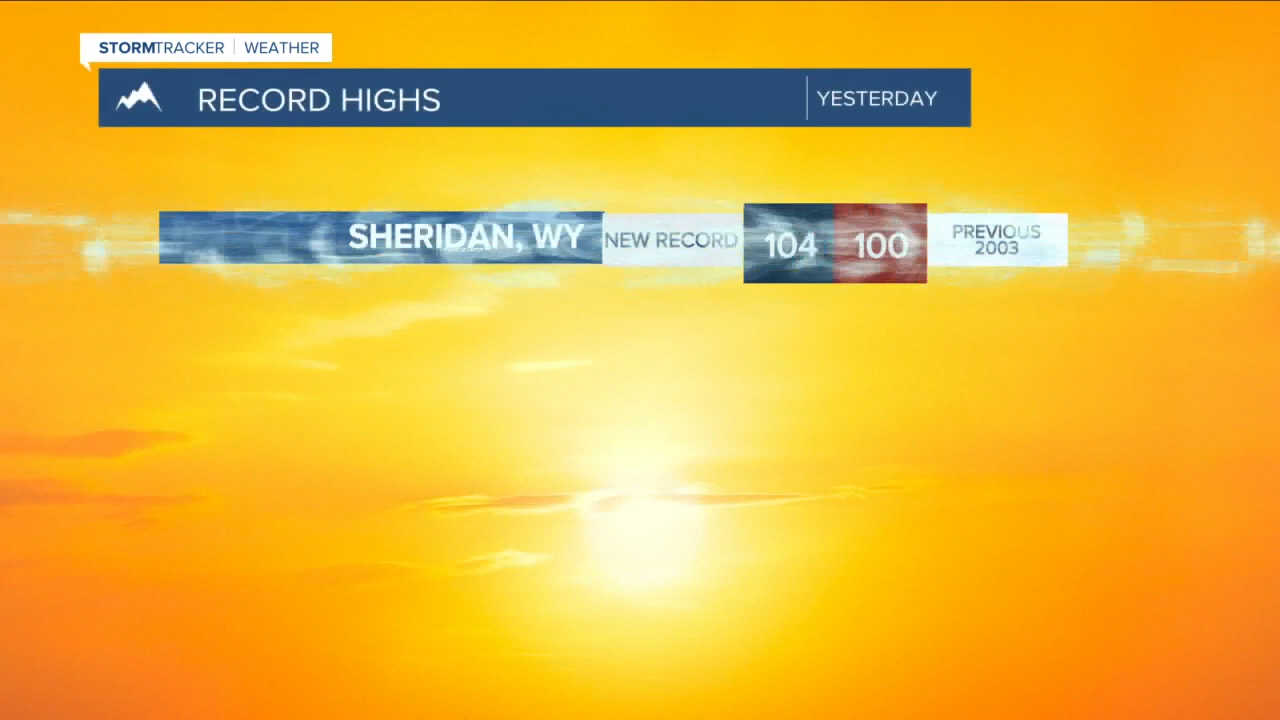 STORMTRACKER | WEATHER
RECORD HIGHS
YESTERDAY
SHERIDAN, WY
NEW RECORD
104
100
PREVIOUS
2003